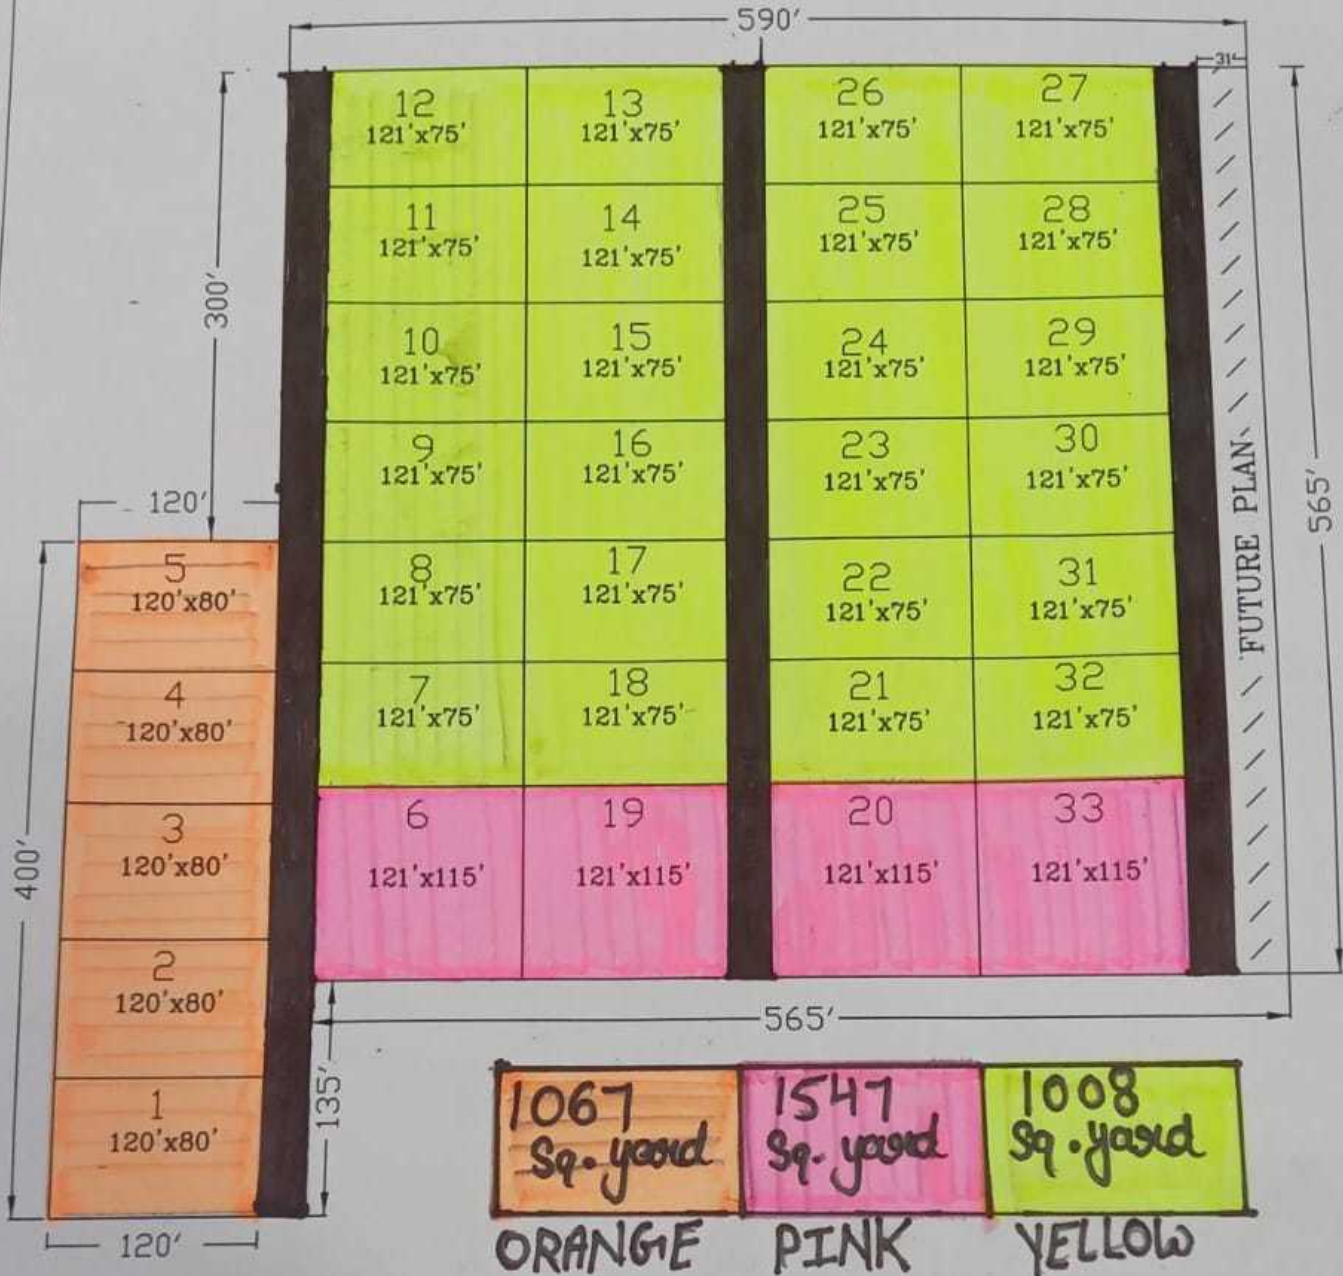 590'
31'
12
121'x75'
13
121'x75'
26
121'x75'
27
121'x75'
11
121'x75'
14
121'x75'
25
121'x75'
28
121'x75'
300'
10
121'x75'
15
121'x75'
24
121'x75'
29
121'x75'
9
121'x75'
16
121'x75'
23
121'x75'
30
121'x75'
FUTURE PLAN
565'
120'
5
120'x80'
8
121'x75'
17
121'x75'
22
121'x75'
31
121'x75'
4
120'x80'
7
121'x75'
18
121'x75'
21
121'x75'
32
121'x75'
400'
3
120'x80'
6
121'x115'
19
121'x115'
20
121'x115'
33
121'x115'
2
120'x80'
565'
1
120'x80'
135'
120'
1067
Sq. yard
1547
Sq. yard
1008
Sq. yard
ORANGE
PINK
YELLOW